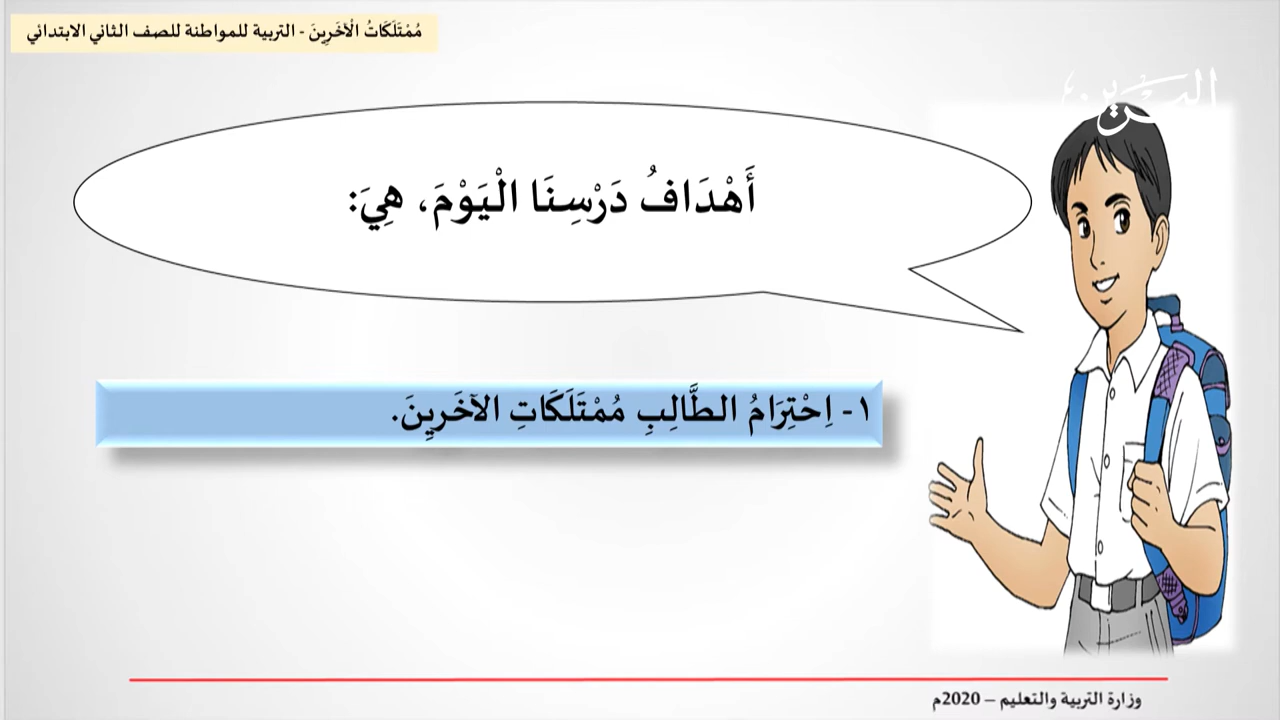 مُمْتَلَكَاتُ الْآخَرِينَ - التربية للمواطنة للصف الثاني الابتدائي
البحرين
أَهْدَافُ دَرْسِنَا الْيَوْمَ، هِيَ:
١- اِحْتِرَامُ الطَّالِبِ مُمْتَلَكَاتِ الآخَرِينَ.
وزارة التربية والتعليم – 2020م